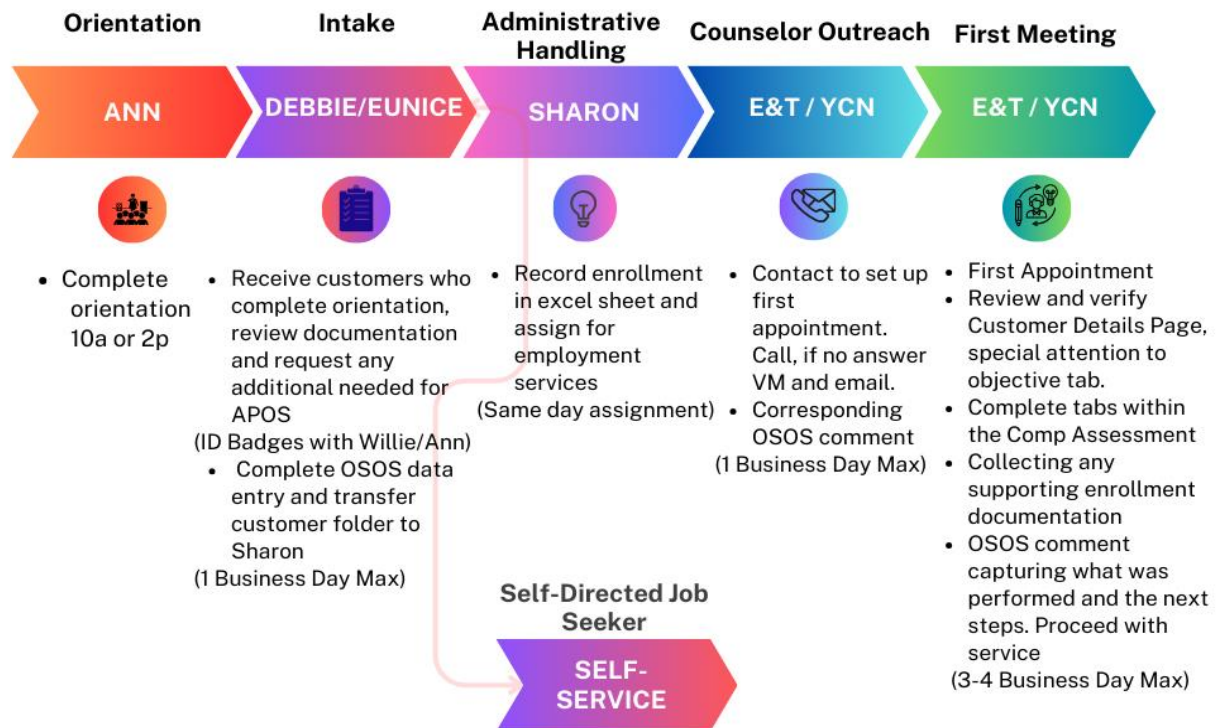 Orientation
ANN
• Complete
orientation
10a or 2p
Intake
DEBBIE/EUNICE
• Receive customers who
complete orientation,
review documentation
and request any
additional needed for
APOS
(ID Badges with Willie/Ann)
• Complete OSOS data
entry and transfer
customer folder to
Sharon
(1 Business Day Max)
Administrative
Handling
SHARON
• Record enrollment
in excel sheet and
assign for
employment
services
(Same day assignment)
Counselor Outreach
E&T / YCN
• Contact to set up
first
appointment.
Call, if no answer
VM and email.
• Corresponding
OSOS comment
(1 Business Day Max)
First Meeting
E&T / YCN
• First Appointment
• Review and verify
Customer Details Page,
special attention to
objective tab.
• Complete tabs within
the Comp Assessment
• Collecting any
supporting enrollment
documentation
• OSOS comment
capturing what was
performed and the next
steps. Proceed with
service
(3-4 Business Day Max)
Self-Directed Job
Seeker
SELF-
SERVICE